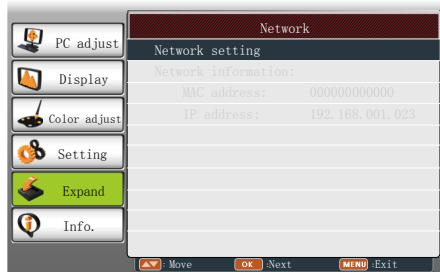 Network
PC adjust
Network setting
Display
Network information:
MAC address: 000000000000
IP address: 192.168.001.023
Color adjust
Setting
Expand
Info.
: Move OK :Next MENU :Exit